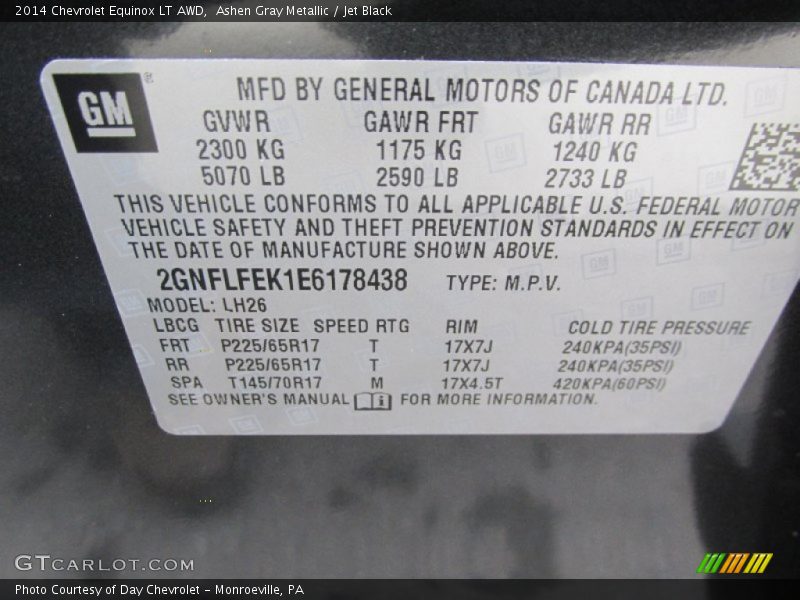 2014 Chevrolet Equinox LT AWD,  Ashen Gray Metallic / Jet Black
GM ® MFD BY GENERAL MOTORS OF CANADA LTD.
GVWR GAWR FRT GAWR RR
2300 KG 1175 KG 1240 KG
5070 LB 2590 LB 2733 LB
THIS VEHICLE CONFORMS TO ALL APPLICABLE U.S. FEDERAL MOTOR
VEHICLE SAFETY AND THEFT PREVENTION STANDARDS IN EFFECT ON
THE DATE OF MANUFACTURE SHOWN ABOVE.
2GNFLFEK1E6178438 TYPE: M.P.V.
MODEL: LH26
LBCG TIRE SIZE SPEED RTG RIM COLD TIRE PRESSURE
FRT P225/65R17 T 17X7J 240KPA(35PSI)
RR P225/65R17 T 17X7J 240KPA(35PSI)
SPA T145/70R17 M 17X4.5T 420KPA(60PSI)
SEE OWNER'S MANUAL i FOR MORE INFORMATION.
GTCARLOT.COM
Photo Courtesy of Day Chevrolet - Monroeville, PA